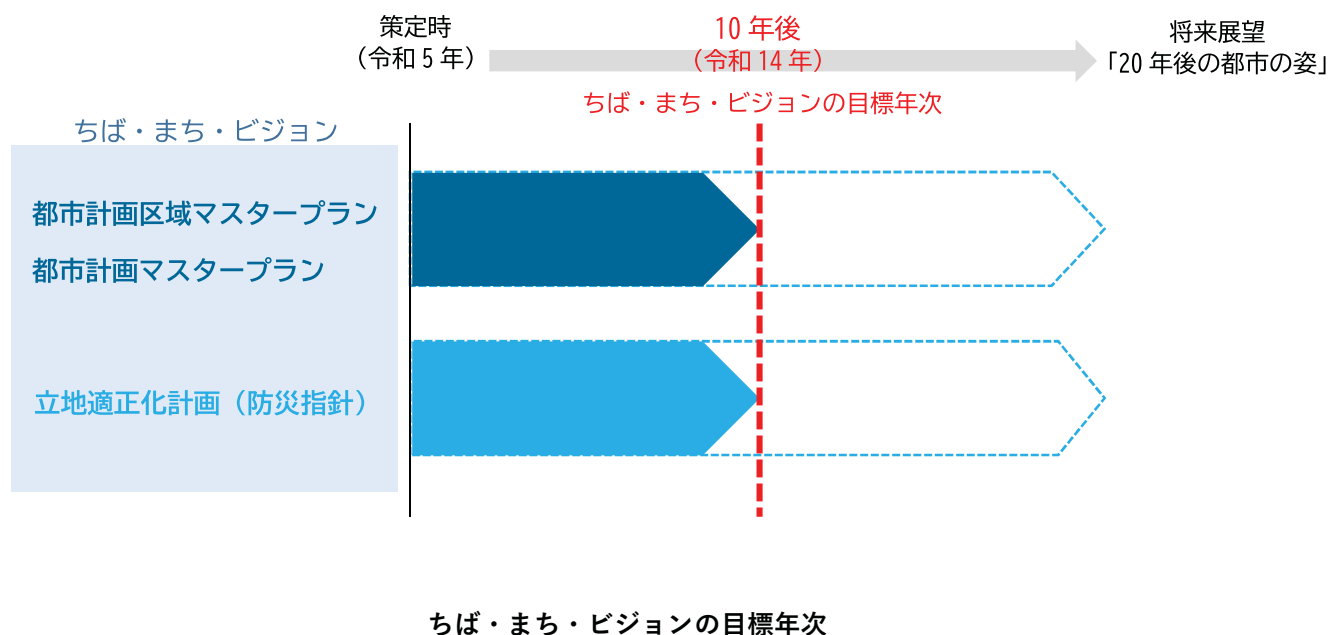 策定時
（令和 5 年）
10 年後
（令和 14 年）
将来展望
「20 年後の都市の姿」
ちば・まち・ビジョンの目標年次
ちば・まち・ビジョン
都市計画区域マスタープラン
都市計画マスタープラン
立地適正化計画（防災指針）
ちば・まち・ビジョンの目標年次